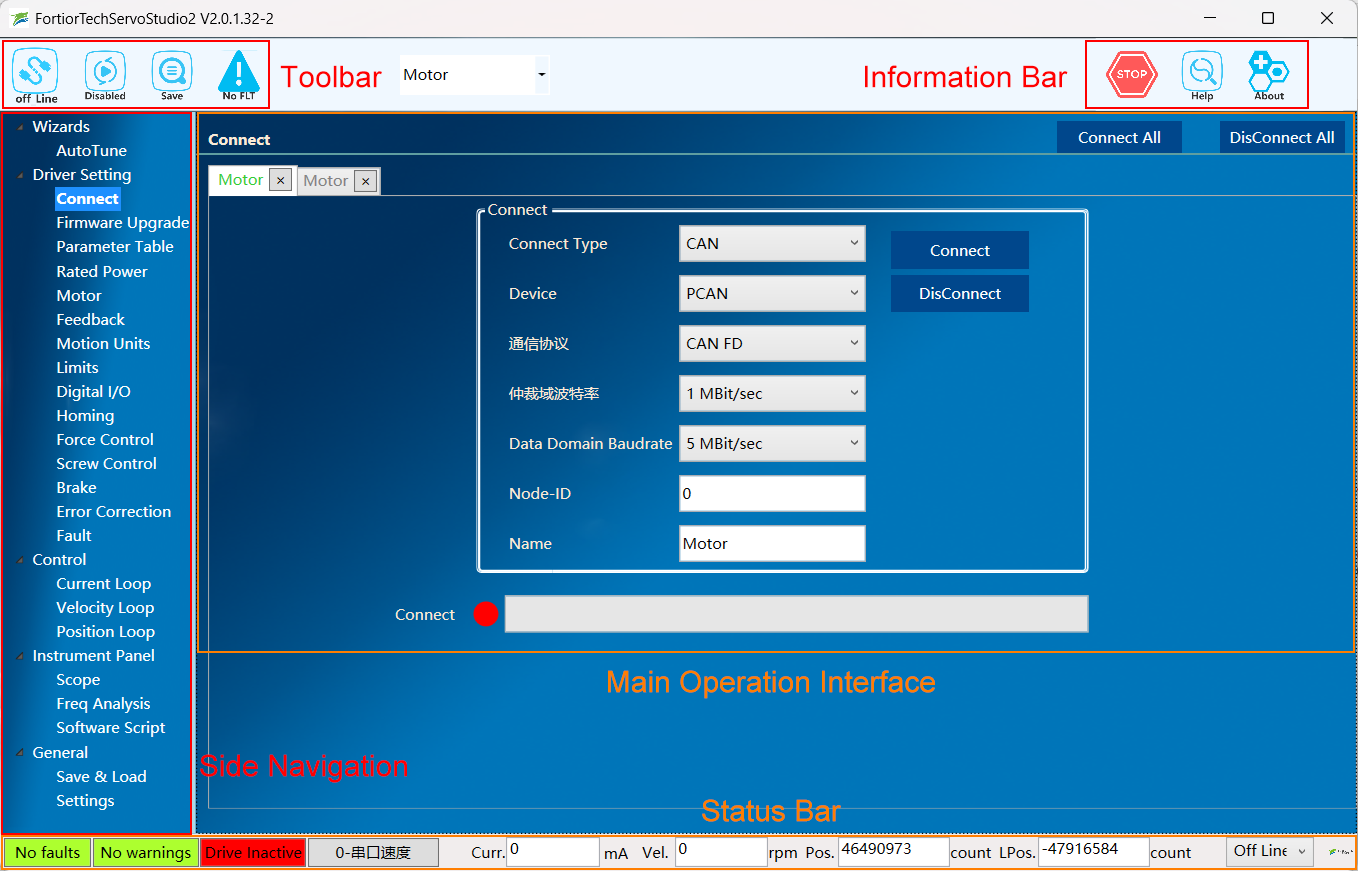 FortiorTechServoStudio2 V2.0.1.32-2
off Line
Disabled
Save
No FLT
Toolbar
Motor
Information Bar
STOP
Help
About
Wizards
AutoTune
Driver Setting
Connect
Firmware Upgrade
Parameter Table
Rated Power
Motor
Feedback
Motion Units
Limits
Digital I/O
Homing
Force Control
Screw Control
Brake
Error Correction
Fault
Control
Current Loop
Velocity Loop
Position Loop
Instrument Panel
Scope
Freq Analysis
Software Script
General
Save & Load
Settings
Side Navigation
Connect
Connect All
DisConnect All
Motor
Motor
Connect
Connect Type
CAN
Connect
Device
PCAN
DisConnect
通信协议
CAN FD
仲裁域波特率
1 MBit/sec
Data Domain Baudrate
5 MBit/sec
Node-ID
0
Name
Motor
Connect
Main Operation Interface
Status Bar
No faults
No warnings
Drive Inactive
0-串口速度
Curr. 0 mA
Vel. 0 rpm
Pos. 46490973 count
LPos. -47916584 count
Off Line